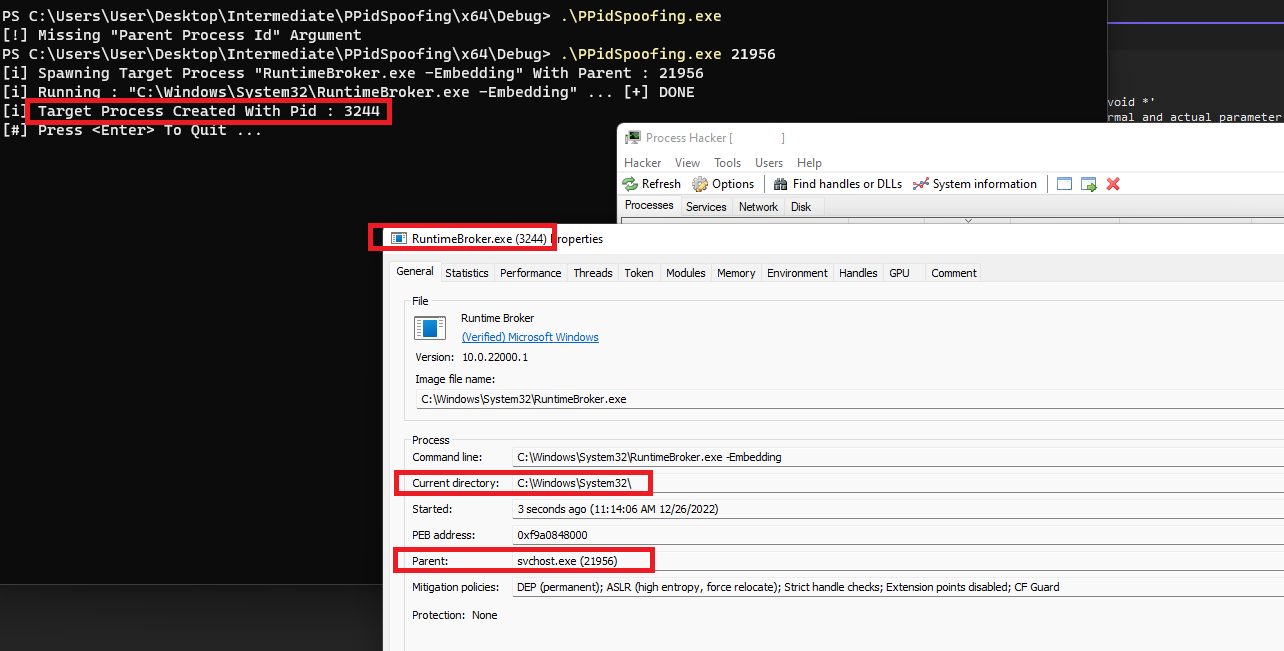 PS C:\Users\User\Desktop\Intermediate\PPidSpoofing\x64\Debug> .\PPidSpoofing.exe
[!] Missing "Parent Process Id" Argument
PS C:\Users\User\Desktop\Intermediate\PPidSpoofing\x64\Debug> .\PPidSpoofing.exe 21956
[i] Spawning Target Process "RuntimeBroker.exe -Embedding" With Parent : 21956
[i] Running : "C:\Windows\System32\RuntimeBroker.exe -Embedding" ... [+] DONE
[i] Target Process Created With Pid : 3244
[#] Press <Enter> To Quit ...
void *'
rmal and actual parameter
Process Hacker [ ]
Hacker View Tools Users Help
Refresh Options Find handles or DLLs System information
Processes Services Network Disk
RuntimeBroker.exe (3244) Properties
General Statistics Performance Threads Token Modules Memory Environment Handles GPU Comment
File
Runtime Broker
(Verified) Microsoft Windows
Version: 10.0.22000.1
Image file name:
C:\Windows\System32\RuntimeBroker.exe
Process
Command line: C:\Windows\System32\RuntimeBroker.exe -Embedding
Current directory: C:\Windows\System32\
Started: 3 seconds ago (11:14:06 AM 12/26/2022)
PEB address: 0xf9a0848000
Parent: svchost.exe (21956)
Mitigation policies: DEP (permanent); ASLR (high entropy, force relocate); Strict handle checks; Extension points disabled; CF Guard
Protection: None